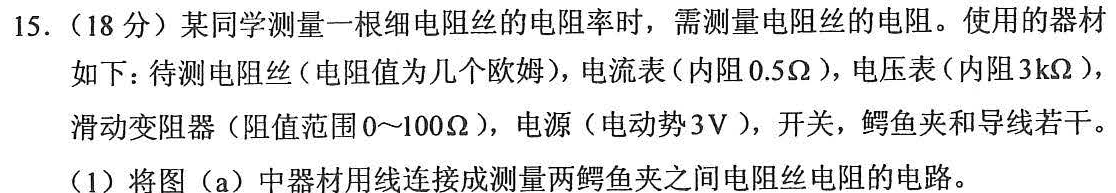 15.（18分）某同学测量一根细电阻丝的电阻率时，需测量电阻丝的电阻。使用的器材
如下：待测电阻丝（电阻值为几个欧姆），电流表（内阻0.5Ω），电压表（内阻3kΩ），
滑动变阻器（阻值范围0～100Ω），电源（电动势3V），开关，鳄鱼夹和导线若干。
（1）将图（a）中器材用线连接成测量两鳄鱼夹之间电阻丝电阻的电路。